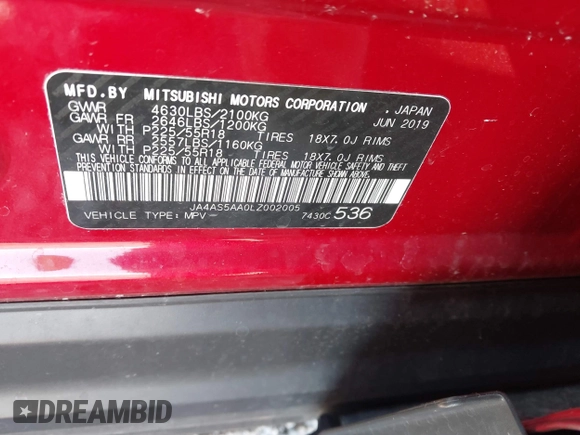 MFD.BY MITSUBISHI MOTORS CORPORATION , JAPAN
GVWR 4630LBS/2100KG JUN 2019
GAWR FR 2646LBS/1200KG
WITH P225/55R18 TIRES 18X7.0J RIMS
GAWR RR 2557LBS/1160KG
WITH P225/55R18 TIRES 18X7.0J RIMS
THIS VEHICLE CONFORMS TO ALL APPLICABLE FEDERAL MOTOR VEHICLE SAFETY AND THEFT PREVENTION STANDARDS IN EFFECT ON THE DATE OF MANUFACTURE SHOWN ABOVE.
JA4AS5AA0LZ002005
VEHICLE TYPE: MPV- 7430C 536
DREAMBID